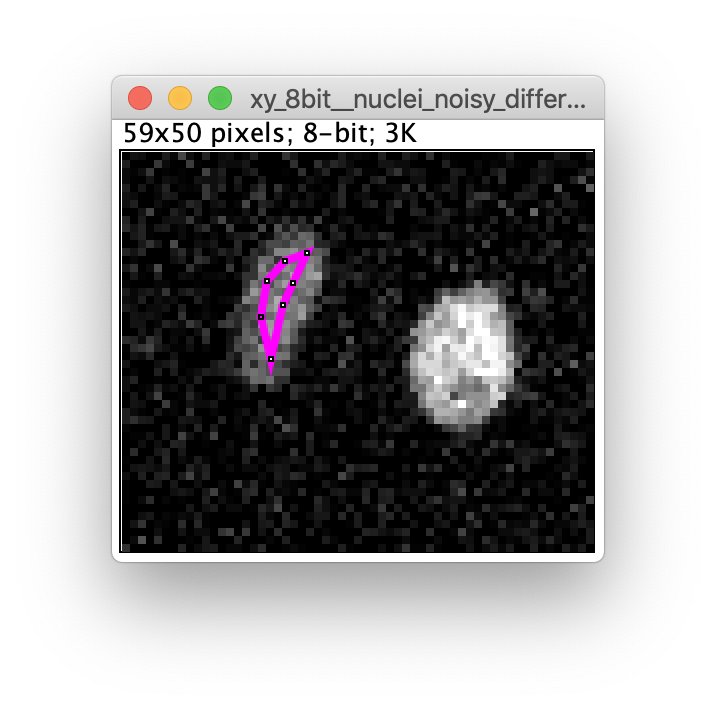 xy_8bit__nuclei_noisy_differ...
59x50 pixels; 8-bit; 3K